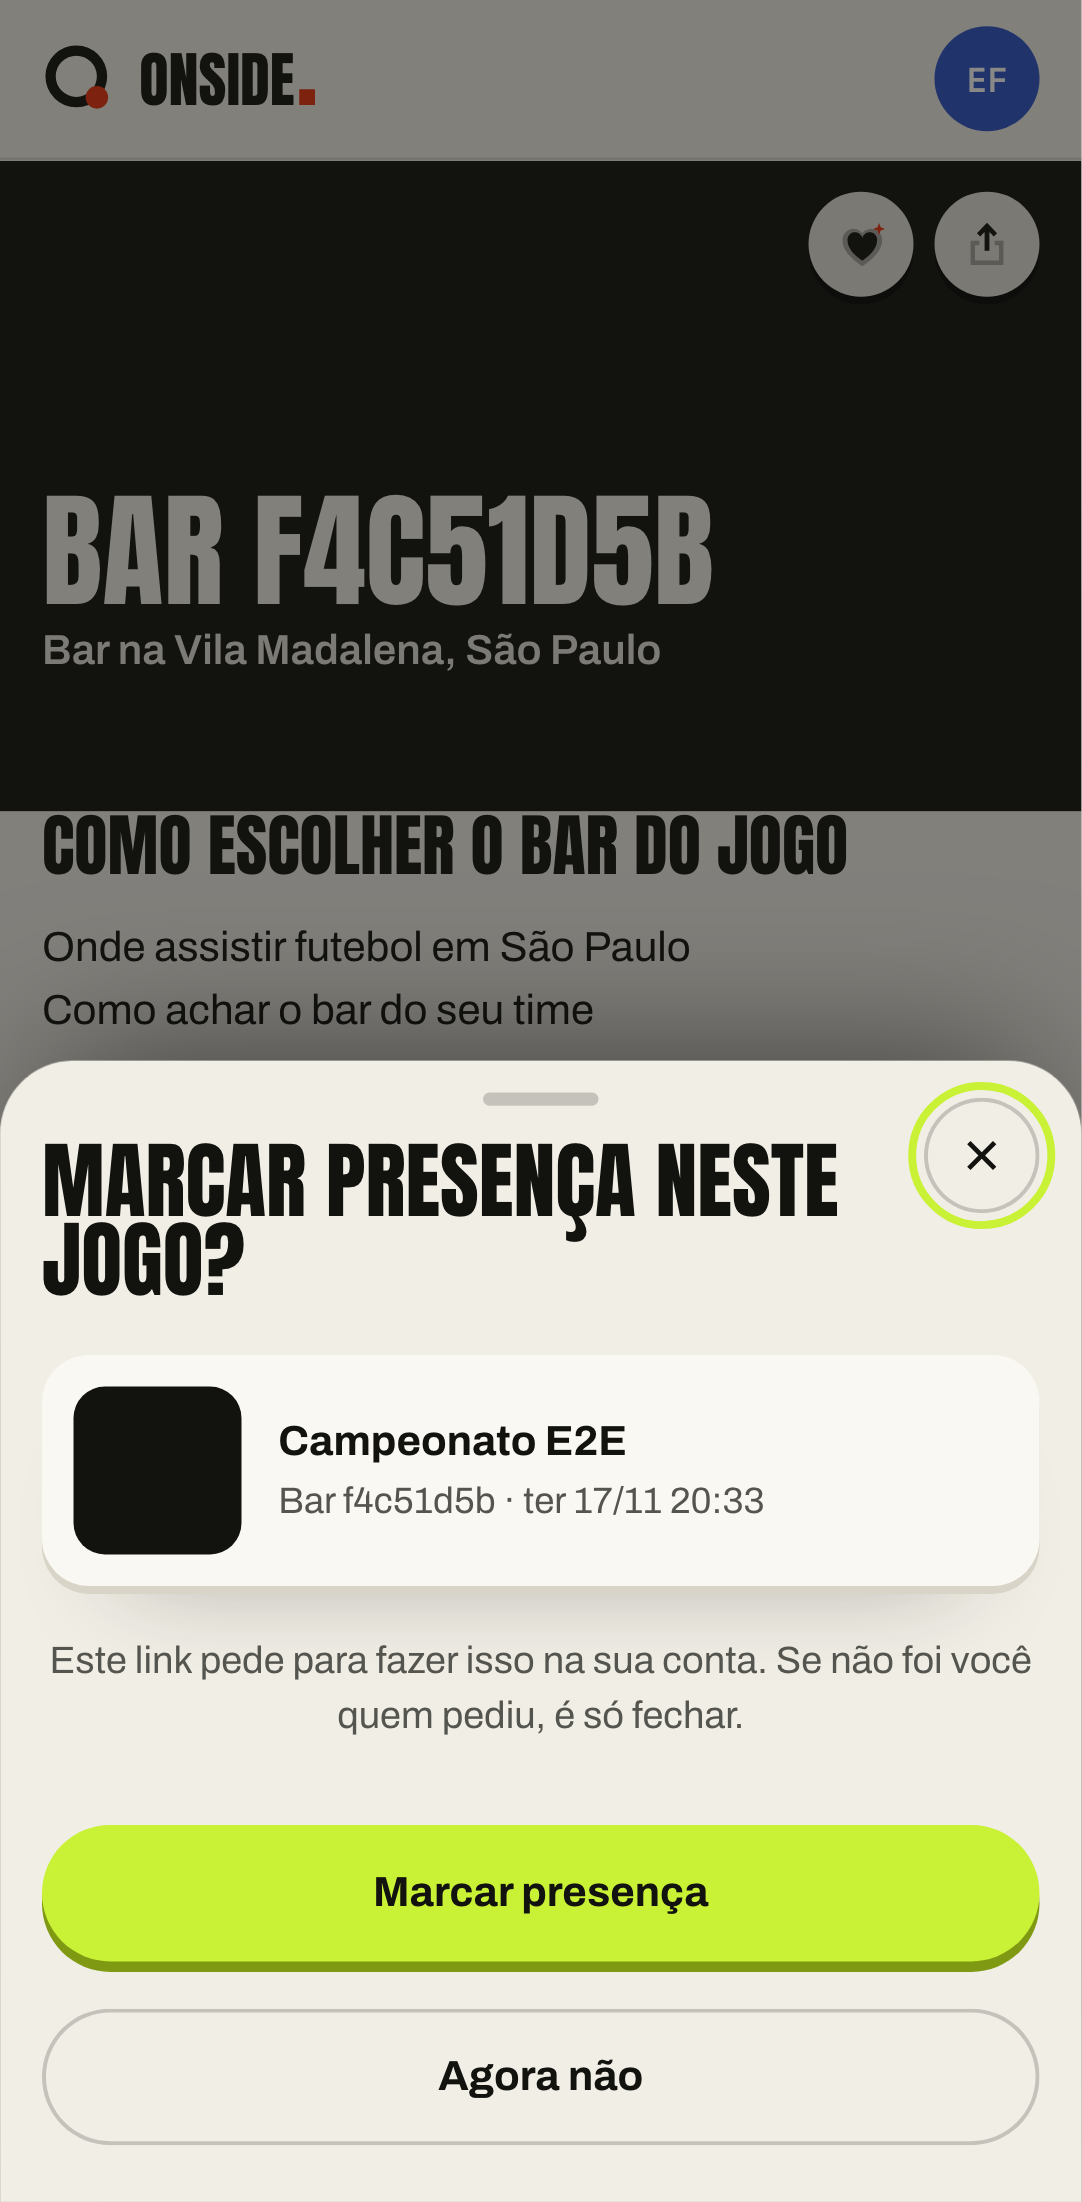 ONSIDE.
EF
BAR F4C51D5B
Bar na Vila Madalena, São Paulo
COMO ESCOLHER O BAR DO JOGO
Onde assistir futebol em São Paulo
Como achar o bar do seu time
MARCAR PRESENÇA NESTE
JOGO?
Campeonato E2E
Bar f4c51d5b · ter 17/11 20:33
Este link pede para fazer isso na sua conta. Se não foi você
quem pediu, é só fechar.
Marcar presença
Agora não